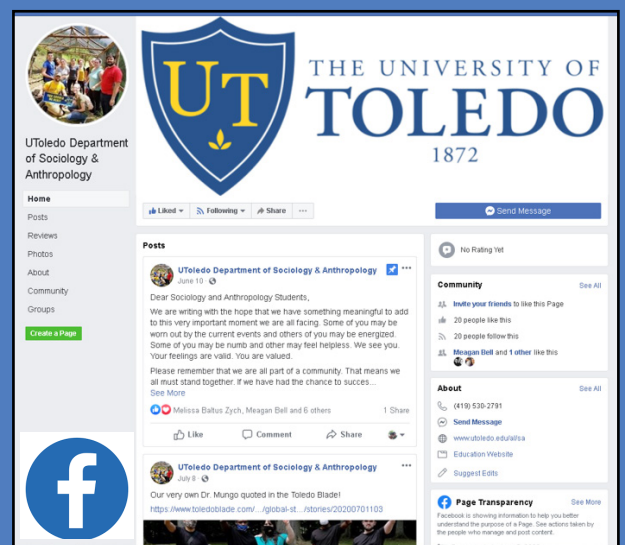 UT
THE UNIVERSITY OF
TOLEDO
1872
UToledo Department
of Sociology &
Anthropology
Home
Posts
Reviews
Photos
About
Community
Groups
Create a Page
Liked
Following
Share
Send Message
Posts
UToledo Department of Sociology & Anthropology
June 10
Dear Sociology and Anthropology Students,
We are writing with the hope that we have something meaningful to add
to this very important moment we are all facing. Some of you may be
worn out by the current events and others of you may be energized.
Some of you may be numb and other may feel helpless. We see you.
Your feelings are valid. You are valued.
Please remember that we are all part of a community. That means we
all must stand together. If we have had the chance to succes...
See More
Melissa Baltus Zych, Meagan Bell and 6 others
1 Share
Like
Comment
Share
UToledo Department of Sociology & Anthropology
July 8
Our very own Dr. Mungo quoted in the Toledo Blade!
https://www.toledoblade.com/.../global-st.../stories/20200701103
No Rating Yet
Community
See All
Invite your friends to like this Page
20 people like this
20 people follow this
Meagan Bell and 1 other like this
About
See All
(419) 530-2791
Send Message
www.utoledo.edu/al/sa
Education Website
Suggest Edits
Page Transparency
See More
Facebook is showing information to help you better
understand the purpose of a Page. See actions taken by
the people who manage and post content.